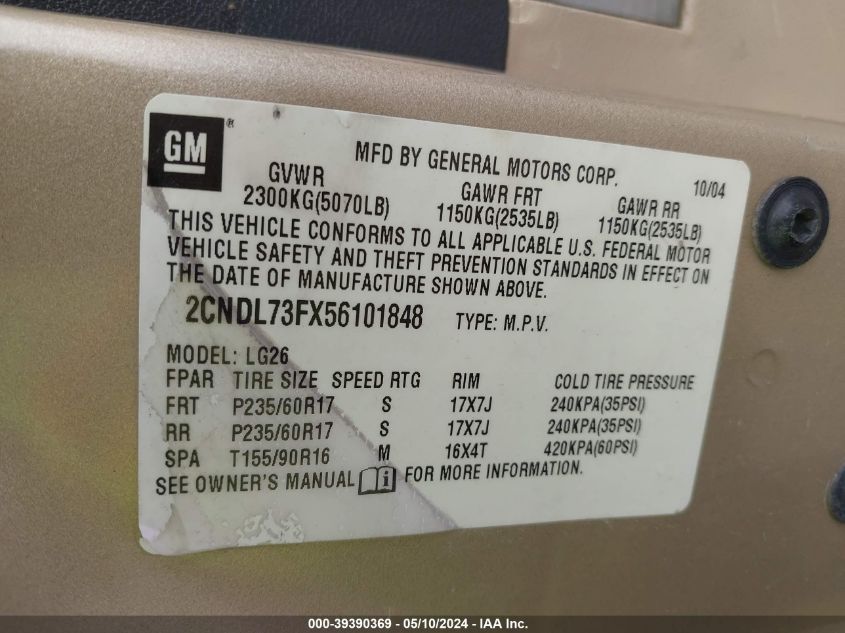 GM ®
MFD BY GENERAL MOTORS CORP. 10/04
GVWR GAWR FRT GAWR RR
2300KG(5070LB) 1150KG(2535LB) 1150KG(2535LB)
THIS VEHICLE CONFORMS TO ALL APPLICABLE U.S. FEDERAL MOTOR
VEHICLE SAFETY AND THEFT PREVENTION STANDARDS IN EFFECT ON
THE DATE OF MANUFACTURE SHOWN ABOVE.
2CNDL73FX56101848 TYPE: M.P.V.
MODEL: LG26
FPAR TIRE SIZE SPEED RTG RIM COLD TIRE PRESSURE
FRT P235/60R17 S 17X7J 240KPA(35PSI)
RR P235/60R17 S 17X7J 240KPA(35PSI)
SPA T155/90R16 M 16X4T 420KPA(60PSI)
SEE OWNER'S MANUAL i FOR MORE INFORMATION.
000-39390369 - 05/10/2024 - IAA Inc.